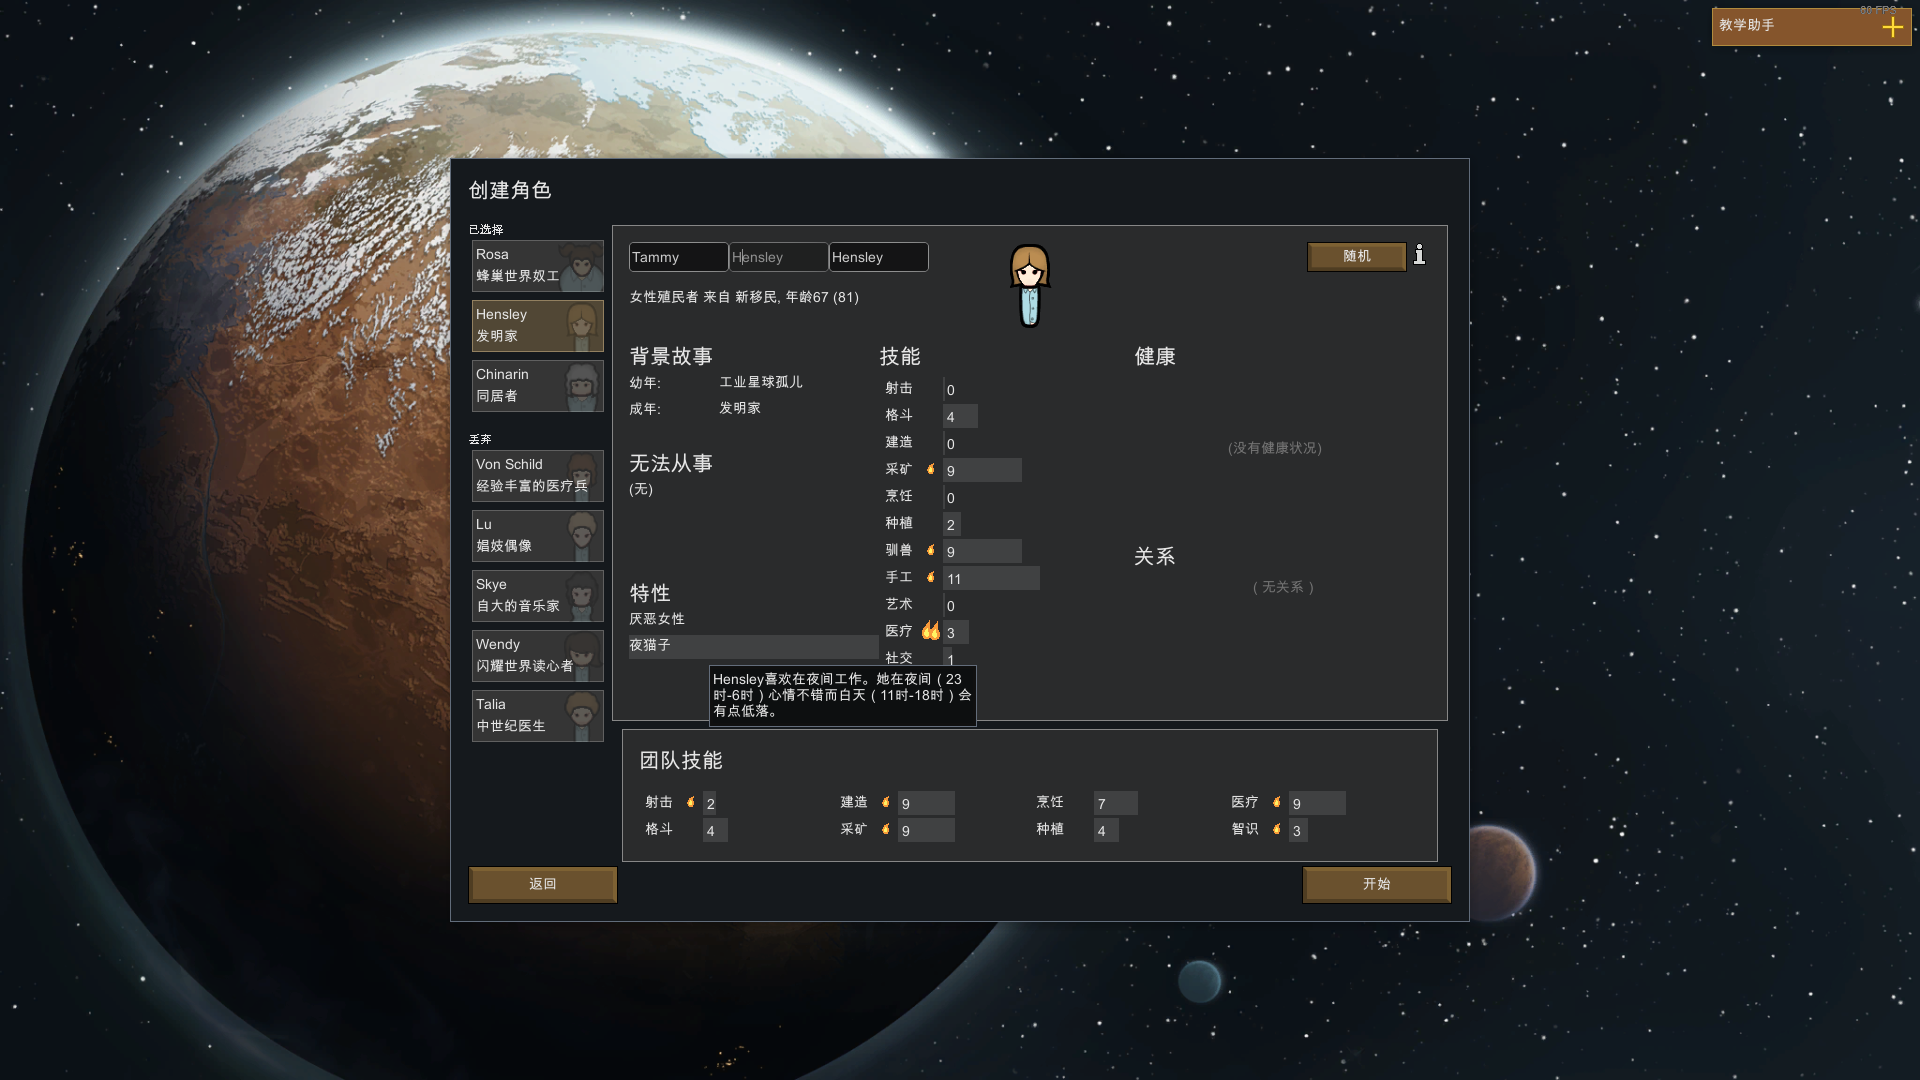 80 FPS
教学助手
创建角色
已选择
Rosa
蜂巢世界奴工
Hensley
发明家
Chinarin
同居者
丢弃
Von Schild
经验丰富的医疗兵
Lu
娼妓偶像
Skye
自大的音乐家
Wendy
闪耀世界读心者
Talia
中世纪医生
Tammy Hensley Hensley
随机
女性殖民者 来自 新移民, 年龄67 (81)
背景故事
幼年: 工业星球孤儿
成年: 发明家
无法从事
(无)
特性
厌恶女性
夜猫子
技能
射击 0
格斗 4
建造 0
采矿 9
烹饪 0
种植 2
驯兽 9
手工 11
艺术 0
医疗 3
社交 1
健康
(没有健康状况)
关系
( 无关系 )
Hensley喜欢在夜间工作。她在夜间（23
时-6时）心情不错而白天（11时-18时）会
有点低落。
团队技能
射击 2 建造 9 烹饪 7 医疗 9
格斗 4 采矿 9 种植 4 智识 3
返回
开始